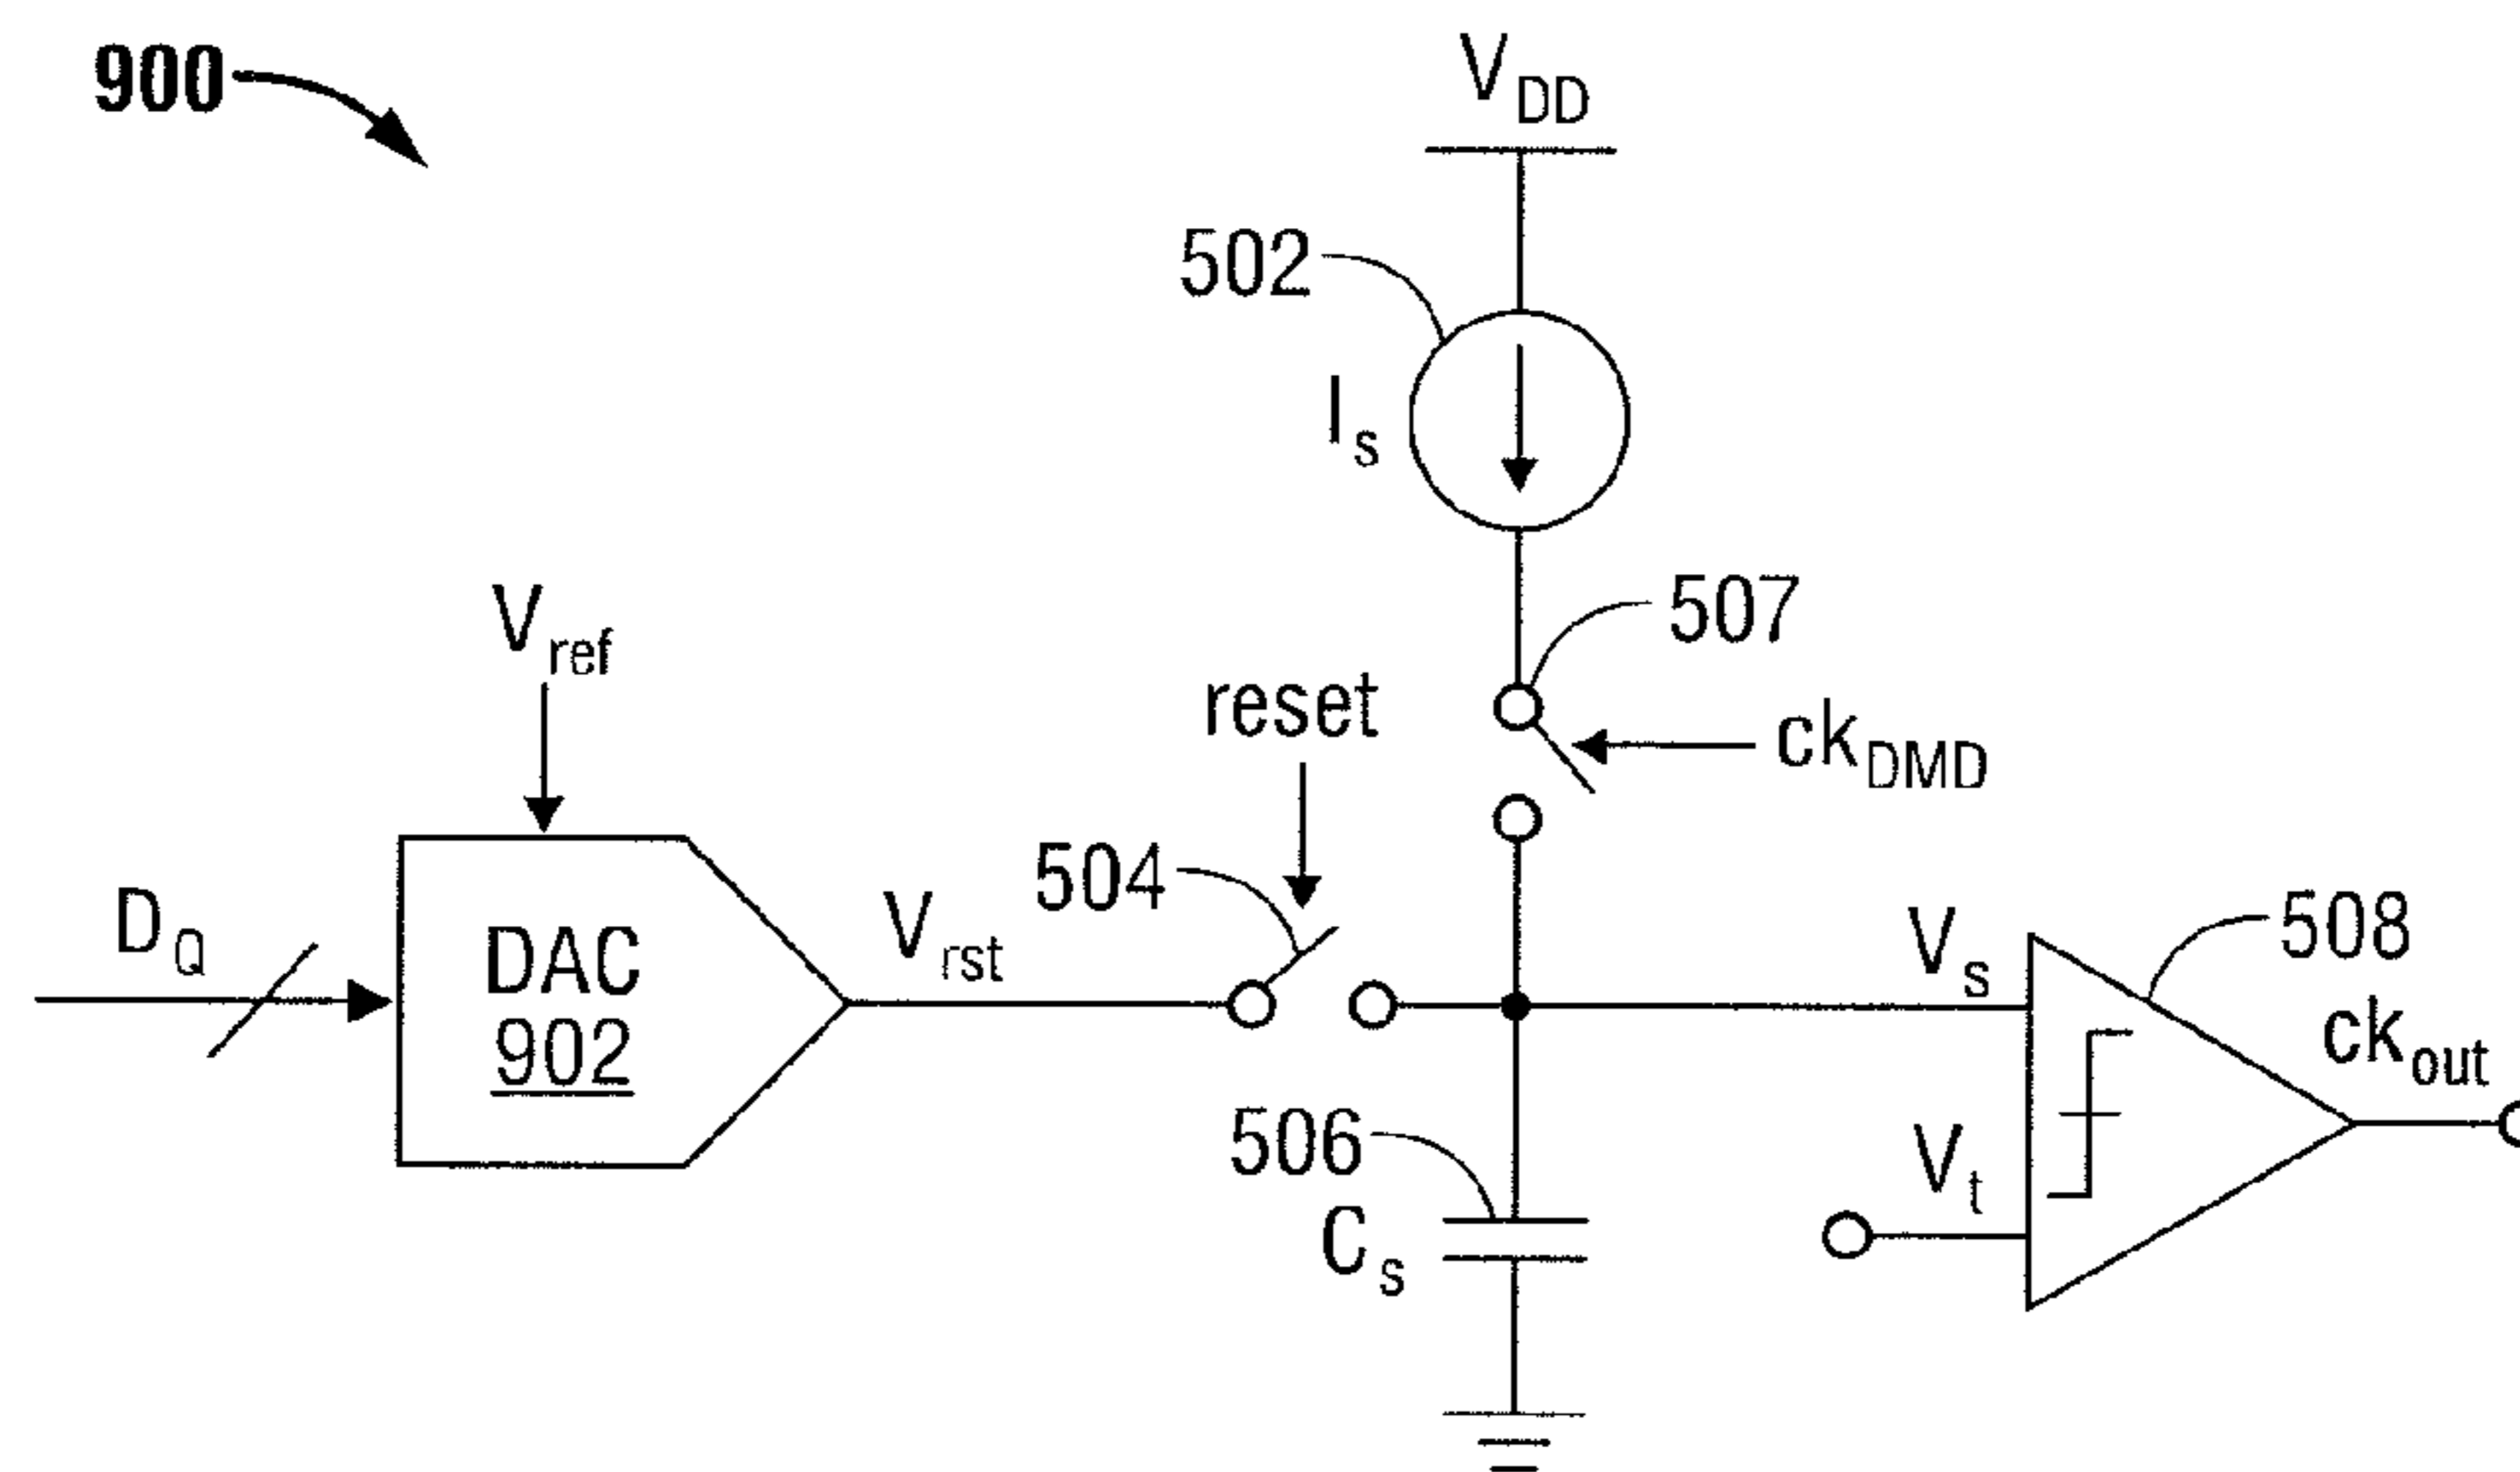 900
V_DD
502
I_s
507
V_ref
reset
ck_DMD
504
D_Q
DAC
902
V_rst
V_s
508
ck_out
506
V_t
C_s